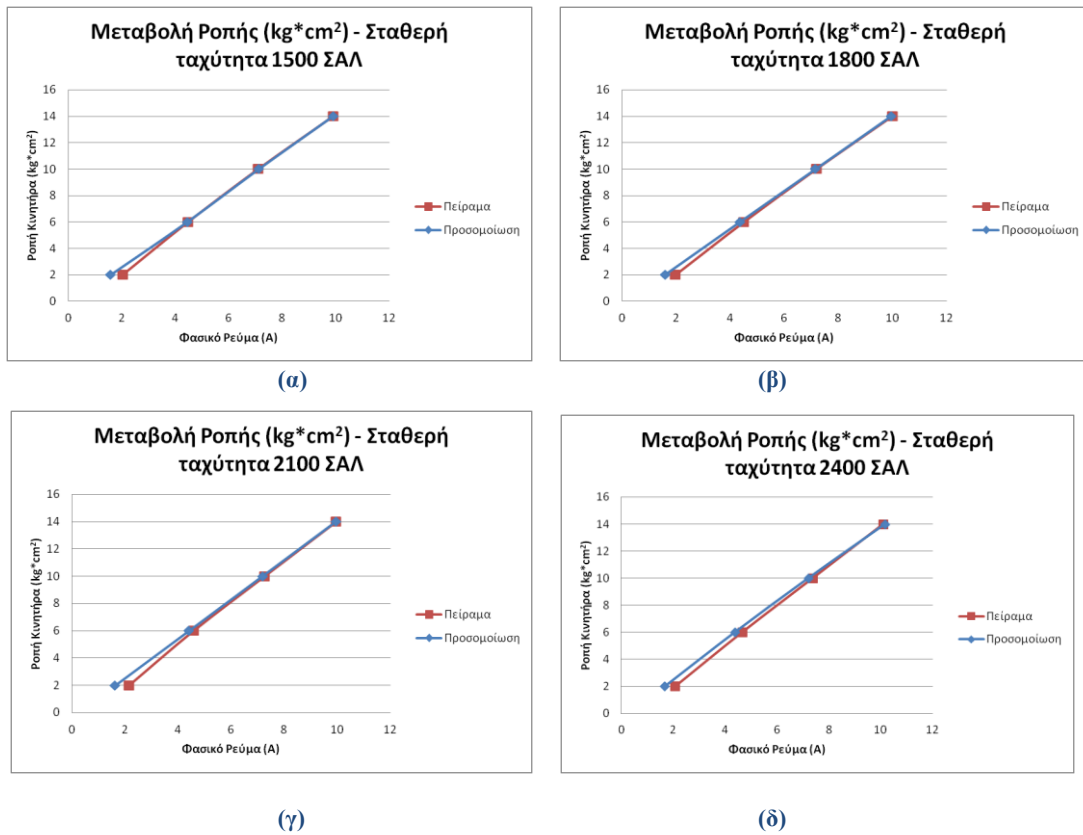 Μεταβολή Ροπής (kg*cm²) - Σταθερή
ταχύτητα 1500 ΣΑΛ
Ροπή Κινητήρα (kg*cm²)
16
14
12
10
8
6
4
2
0
0 2 4 6 8 10 12
Φασικό Ρεύμα (A)
Πείραμα
Προσομοίωση
(α)
Μεταβολή Ροπής (kg*cm²) - Σταθερή
ταχύτητα 1800 ΣΑΛ
Ροπή Κινητήρα (kg*cm²)
16
14
12
10
8
6
4
2
0
0 2 4 6 8 10 12
Φασικό Ρεύμα (A)
Πείραμα
Προσομοίωση
(β)
Μεταβολή Ροπής (kg*cm²) - Σταθερή
ταχύτητα 2100 ΣΑΛ
Ροπή Κινητήρα (kg*cm²)
16
14
12
10
8
6
4
2
0
0 2 4 6 8 10 12
Φασικό Ρεύμα (A)
Πείραμα
Προσομοίωση
(γ)
Μεταβολή Ροπής (kg*cm²) - Σταθερή
ταχύτητα 2400 ΣΑΛ
Ροπή Κινητήρα (kg*cm²)
16
14
12
10
8
6
4
2
0
0 2 4 6 8 10 12
Φασικό Ρεύμα (A)
Πείραμα
Προσομοίωση
(δ)